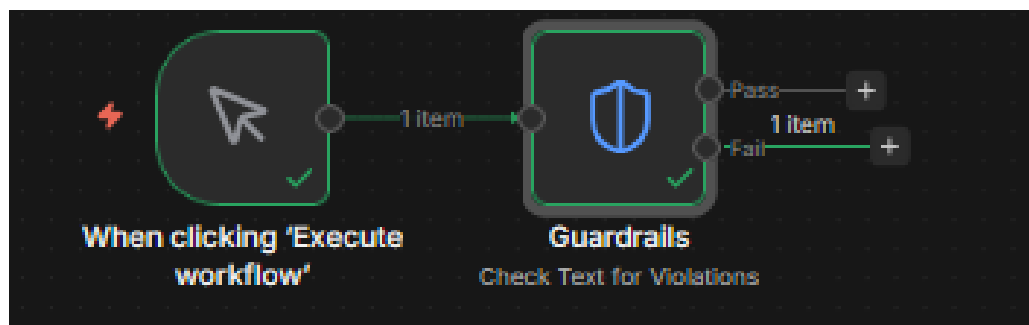 1 item
Pass
1 item
Fail
When clicking ‘Execute
workflow’
Guardrails
Check Text for Violations